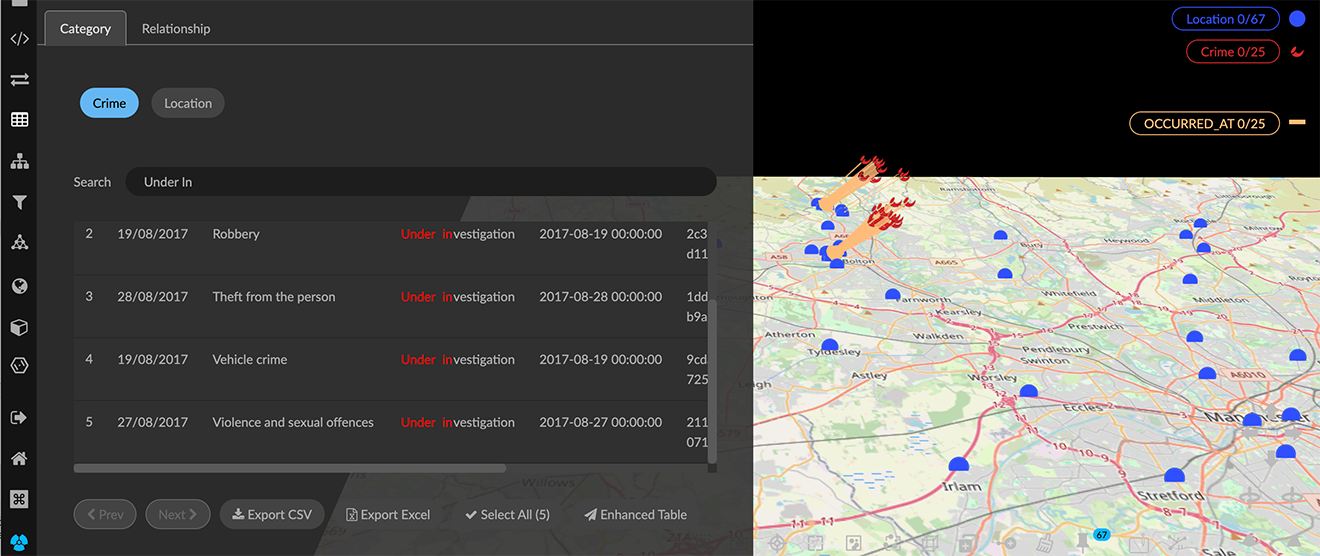 Category
Relationship
Crime
Location
Search
Under In
2 19/08/2017 Robbery Under investigation 2017-08-19 00:00:00 2c3
d11
3 28/08/2017 Theft from the person Under investigation 2017-08-28 00:00:00 1dd
b9a
4 19/08/2017 Vehicle crime Under investigation 2017-08-19 00:00:00 9cd
725
5 27/08/2017 Violence and sexual offences Under investigation 2017-08-27 00:00:00 211
071
Prev
Next
Export CSV
Export Excel
Select All (5)
Enhanced Table
Location 0/67
Crime 0/25
OCCURRED_AT 0/25
Ramsbottom
Milnrow
Heywood
Bury
A58
A665
Bolton
Whitefield
Middleton
Farnworth
Kearsley
Prestwich
Atherton
Walkden
Pendlebury
Swinton
Tyldesley
Astley
Worsley
Leigh
A6010
Eccles
Manchester
Irlam
Stretford
Sale
Willows
67